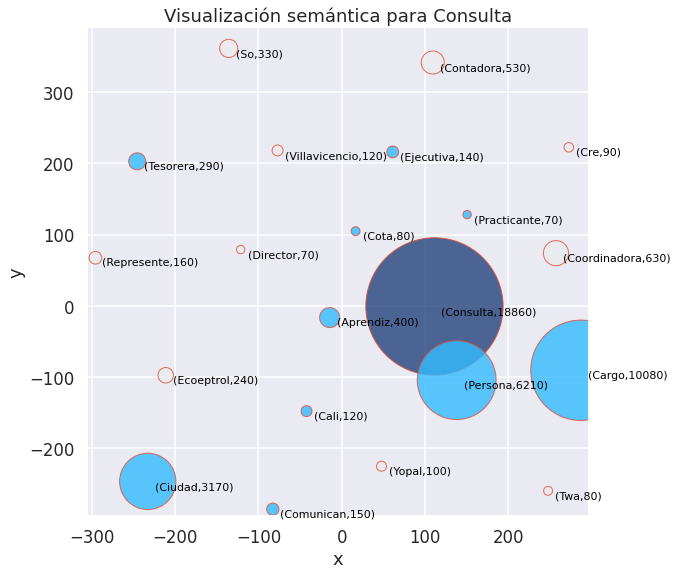 Visualización semántica para Consulta
(So,330)
(Contadora,530)
300
(Villavicencio,120)
(Ejecutiva,140)
(Cre,90)
(Tesorera,290)
200
(Practicante,70)
(Cota,80)
100
(Director,70)
(Represente,160)
(Coordinadora,630)
y
0
(Consulta,18860)
(Aprendiz,400)
−100
(Ecoeptrol,240)
(Persona,6210)
(Cargo,10080)
(Cali,120)
−200
(Yopal,100)
(Ciudad,3170)
(Twa,80)
(Comunican,150)
−300 −200 −100 0 100 200
x